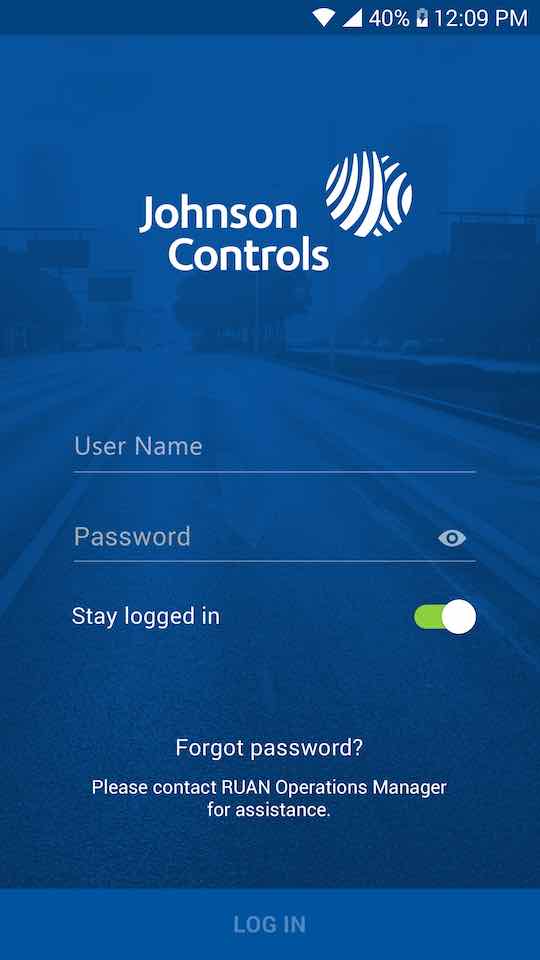 40% 12:09 PM
Johnson
Controls
User Name
Password
Stay logged in
Forgot password?
Please contact RUAN Operations Manager
for assistance.
LOG IN